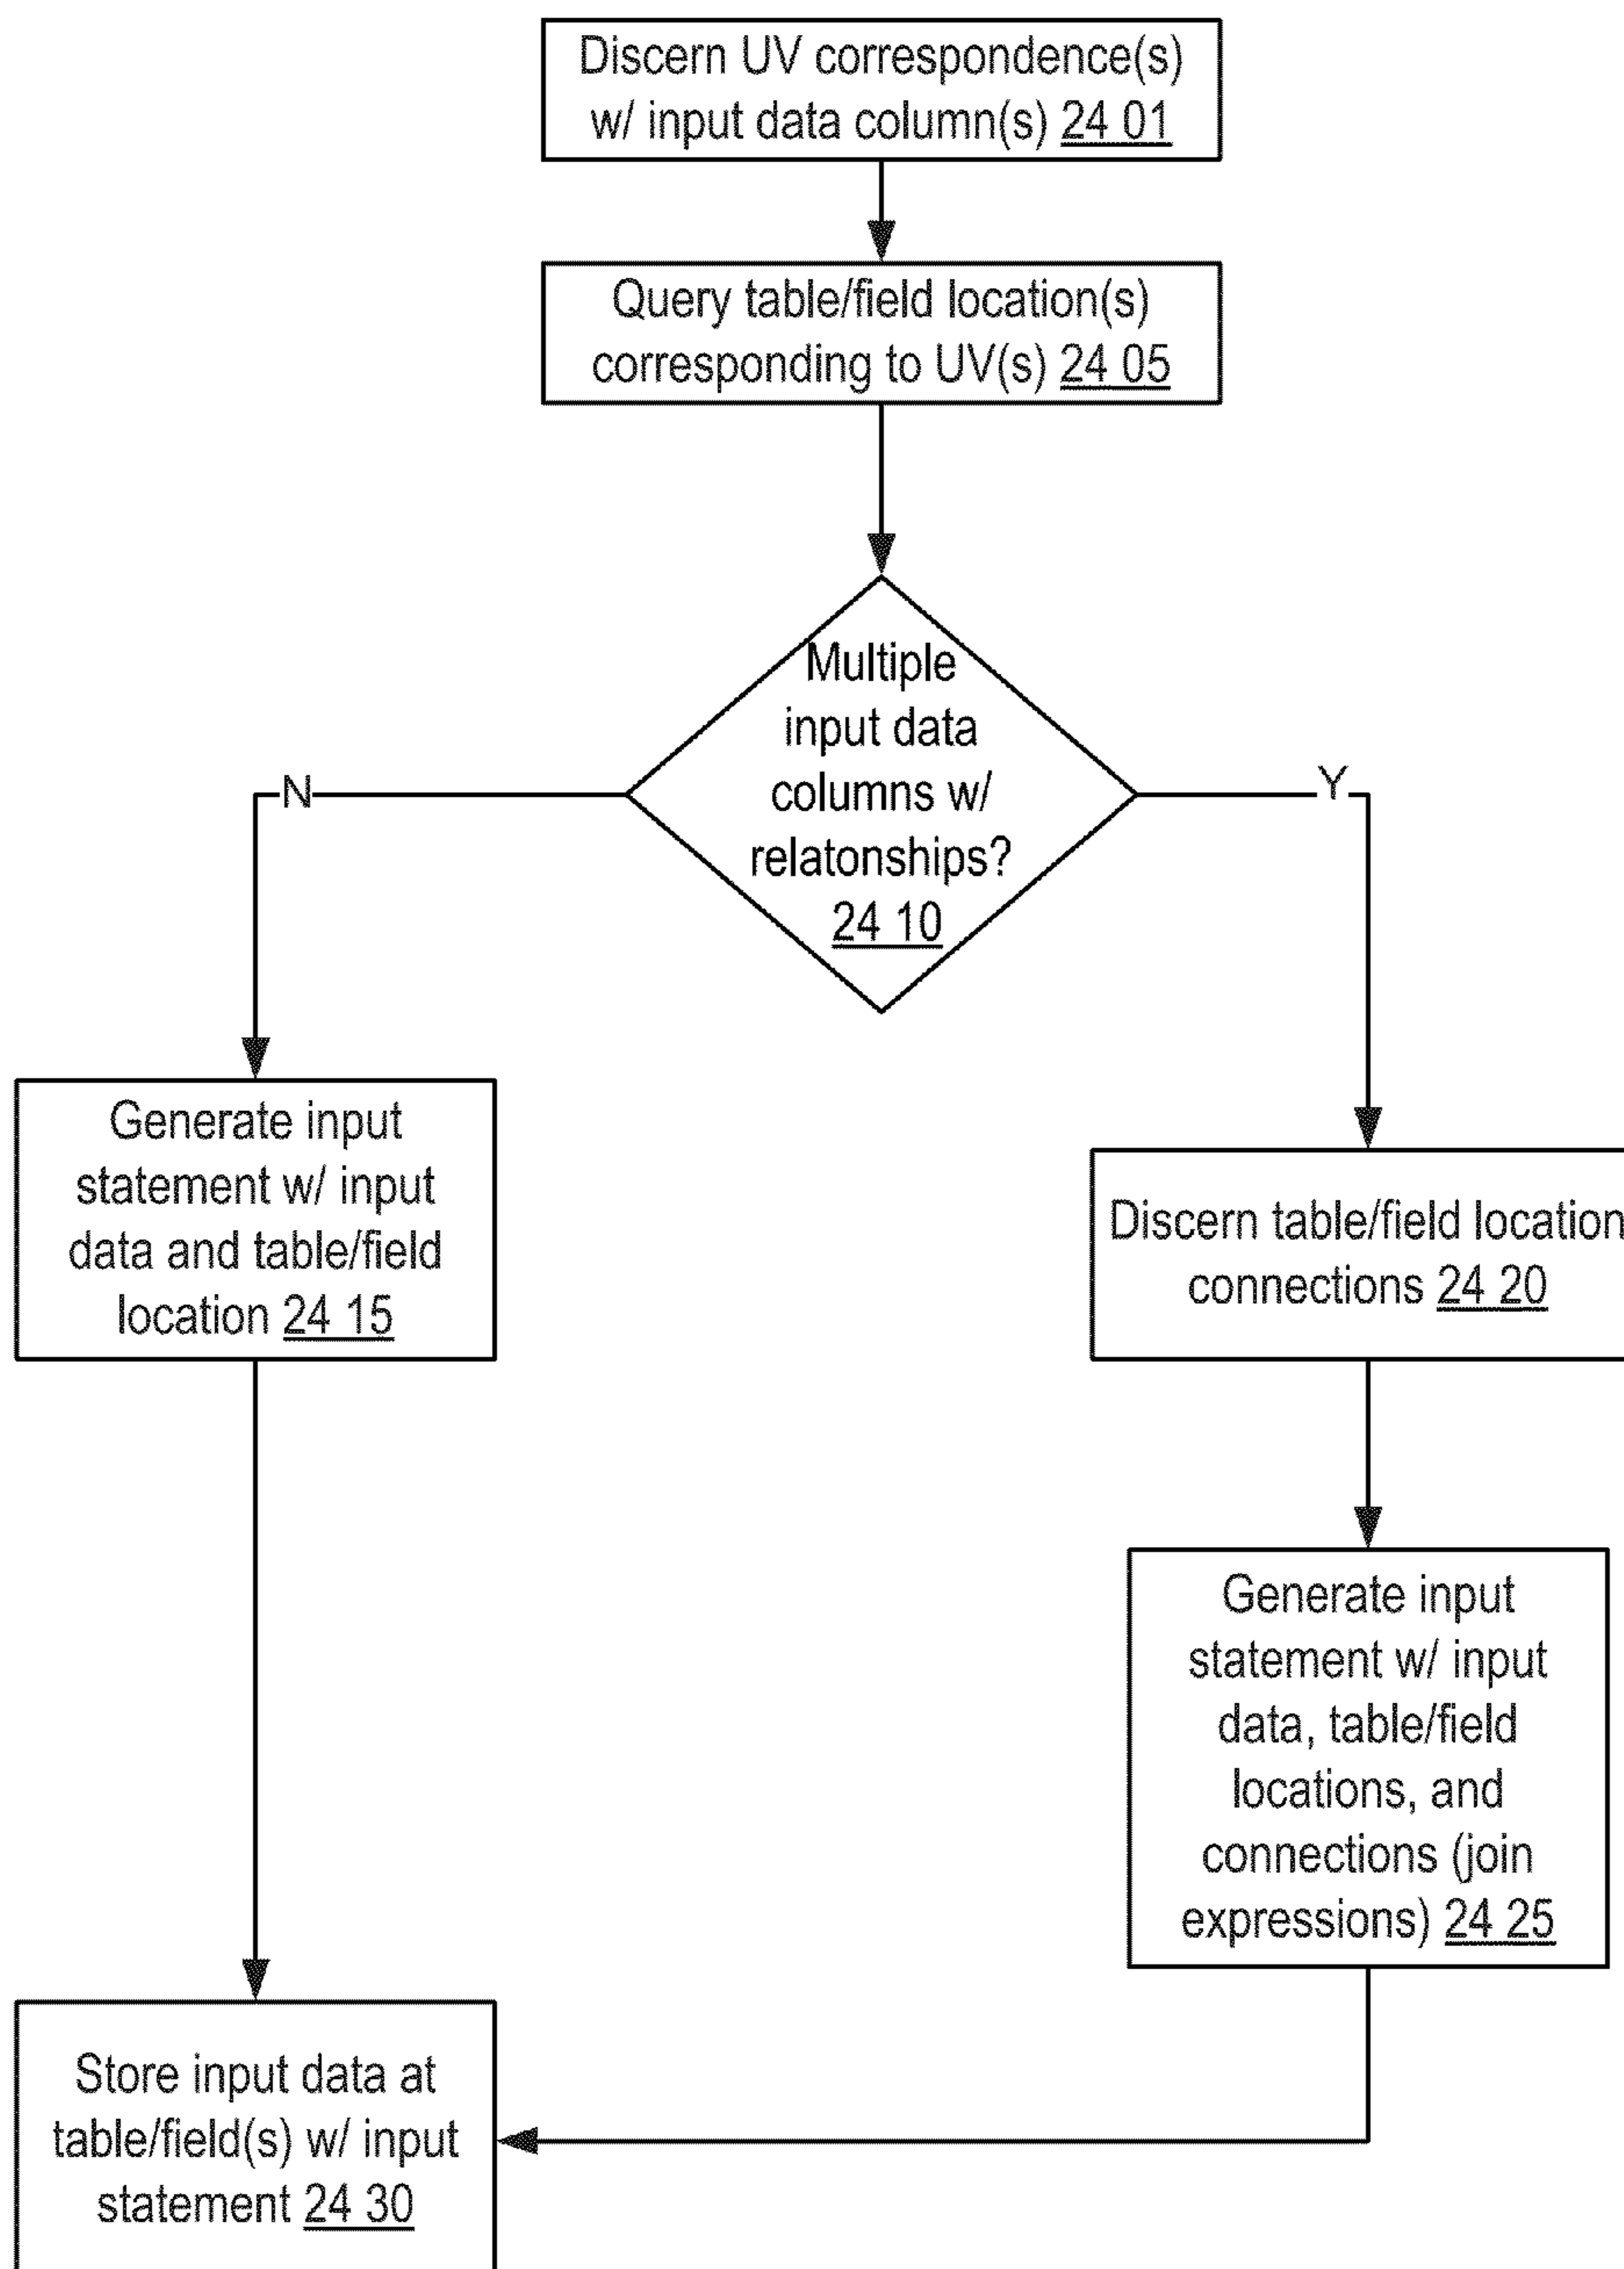 Discern UV correspondence(s)
w/ input data column(s) 24 01
Query table/field location(s)
corresponding to UV(s) 24 05
Multiple
input data
columns w/
relatonships?
24 10
N
Y
Generate input
statement w/ input
data and table/field
location 24 15
Discern table/field location
connections 24 20
Generate input
statement w/ input
data, table/field
locations, and
connections (join
expressions) 24 25
Store input data at
table/field(s) w/ input
statement 24 30